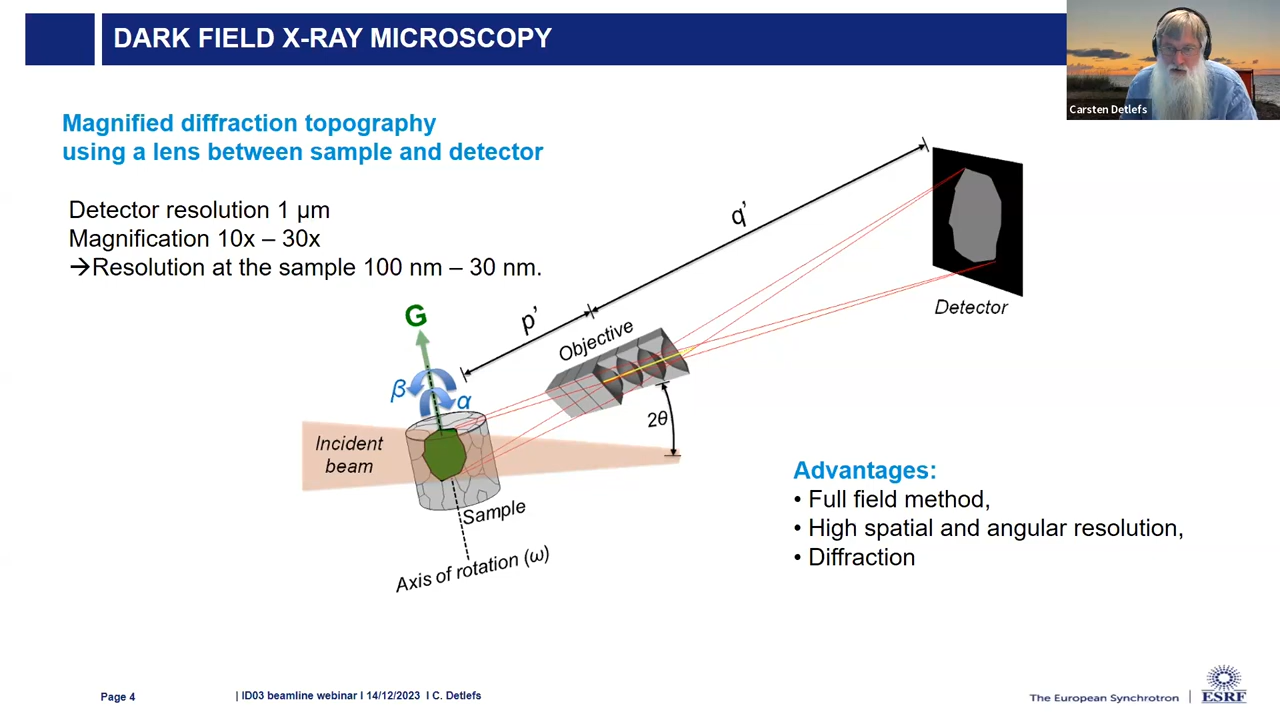 DARK FIELD X-RAY MICROSCOPY
Carsten Detlefs
Magnified diffraction topography
using a lens between sample and detector
Detector resolution 1 µm
Magnification 10x – 30x
→Resolution at the sample 100 nm – 30 nm.
q’
p’
Objective
Detector
G
β
α
2θ
Incident
beam
Sample
Axis of rotation (ω)
Advantages:
• Full field method,
• High spatial and angular resolution,
• Diffraction
Page 4
| ID03 beamline webinar I 14/12/2023 I C. Detlefs
The European Synchrotron | ESRF